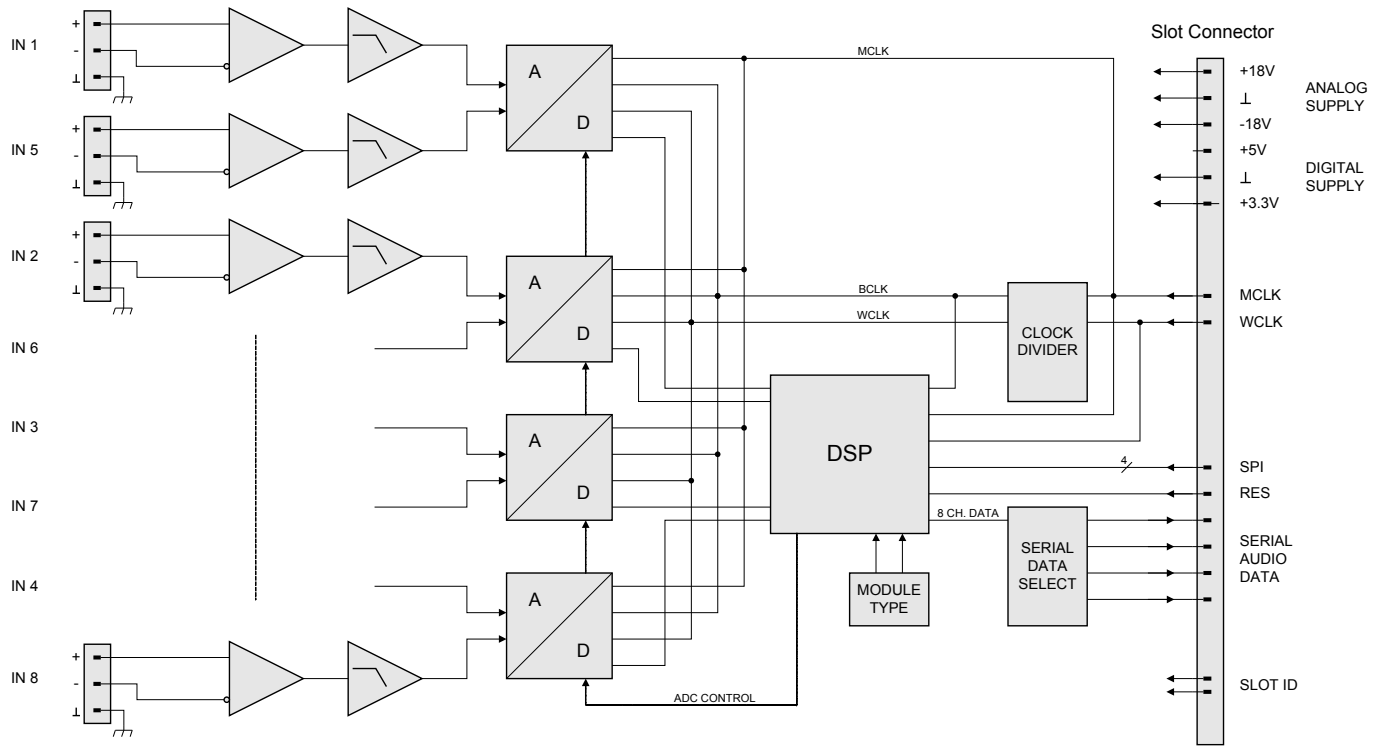 IN 1
+
-
⊥
IN 5
+
-
⊥
IN 2
+
-
⊥
IN 6
IN 3
IN 7
IN 4
IN 8
+
-
⊥
A
D
A
D
A
D
A
D
MCLK
BCLK
WCLK
CLOCK
DIVIDER
DSP
4
8 CH. DATA
MODULE
TYPE
SERIAL
DATA
SELECT
ADC CONTROL
Slot Connector
+18V
⊥
-18V
ANALOG
SUPPLY
+5V
⊥
+3.3V
DIGITAL
SUPPLY
MCLK
WCLK
SPI
RES
SERIAL
AUDIO
DATA
SLOT ID